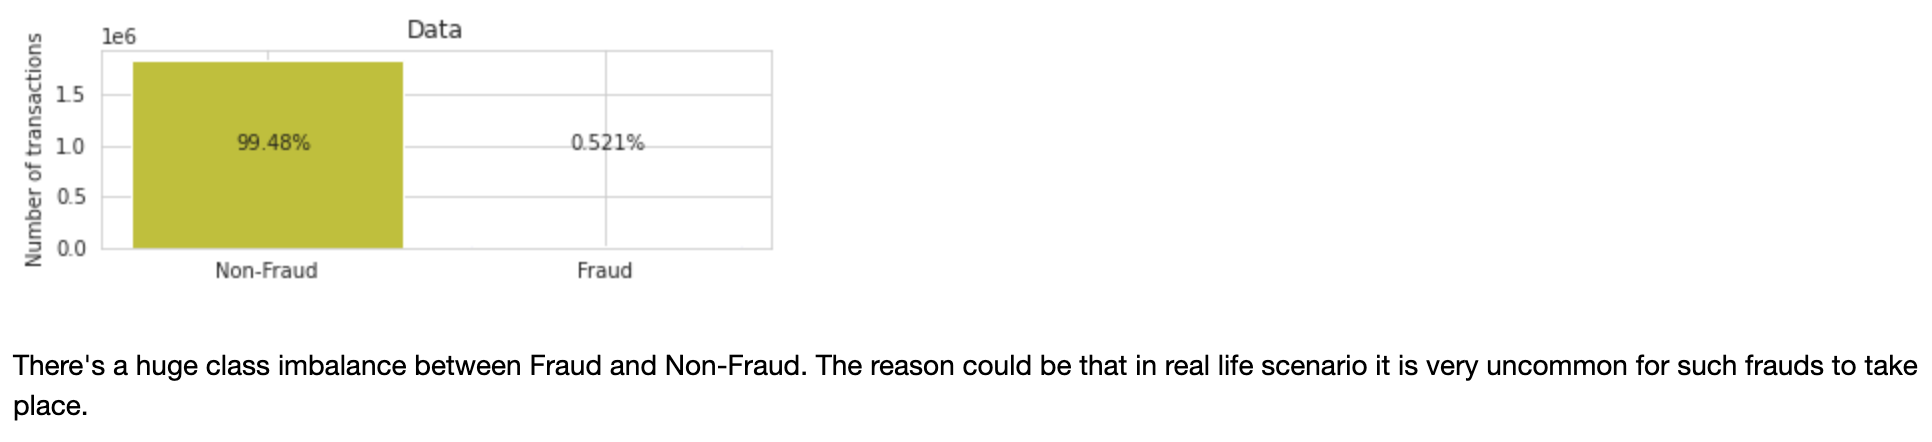 Data
1e6
Number of transactions
1.5
1.0
0.5
0.0
99.48%
0.521%
Non-Fraud
Fraud
There's a huge class imbalance between Fraud and Non-Fraud. The reason could be that in real life scenario it is very uncommon for such frauds to take
place.